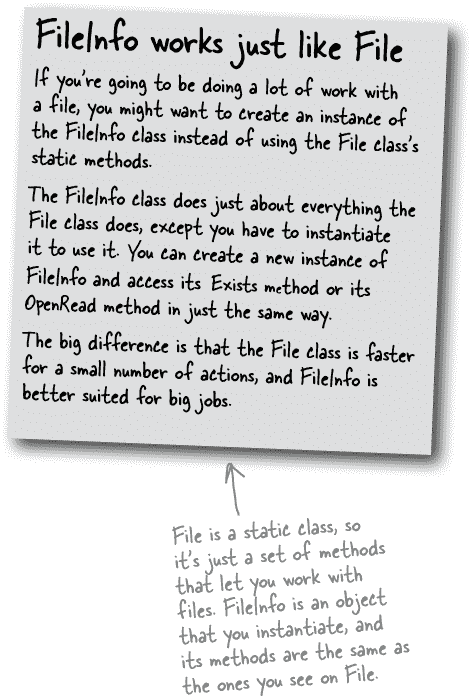 FileInfo works just like File
If you're going to be doing a lot of work with
a file, you might want to create an instance of
the FileInfo class instead of using the File class's
static methods.
The FileInfo class does just about everything the
File class does, except you have to instantiate
it to use it. You can create a new instance of
FileInfo and access its Exists method or its
OpenRead method in just the same way.
The big difference is that the File class is faster
for a small number of actions, and FileInfo is
better suited for big jobs.
File is a static class, so
it's just a set of methods
that let you work with
files. FileInfo is an object
that you instantiate, and
its methods are the same as
the ones you see on File.